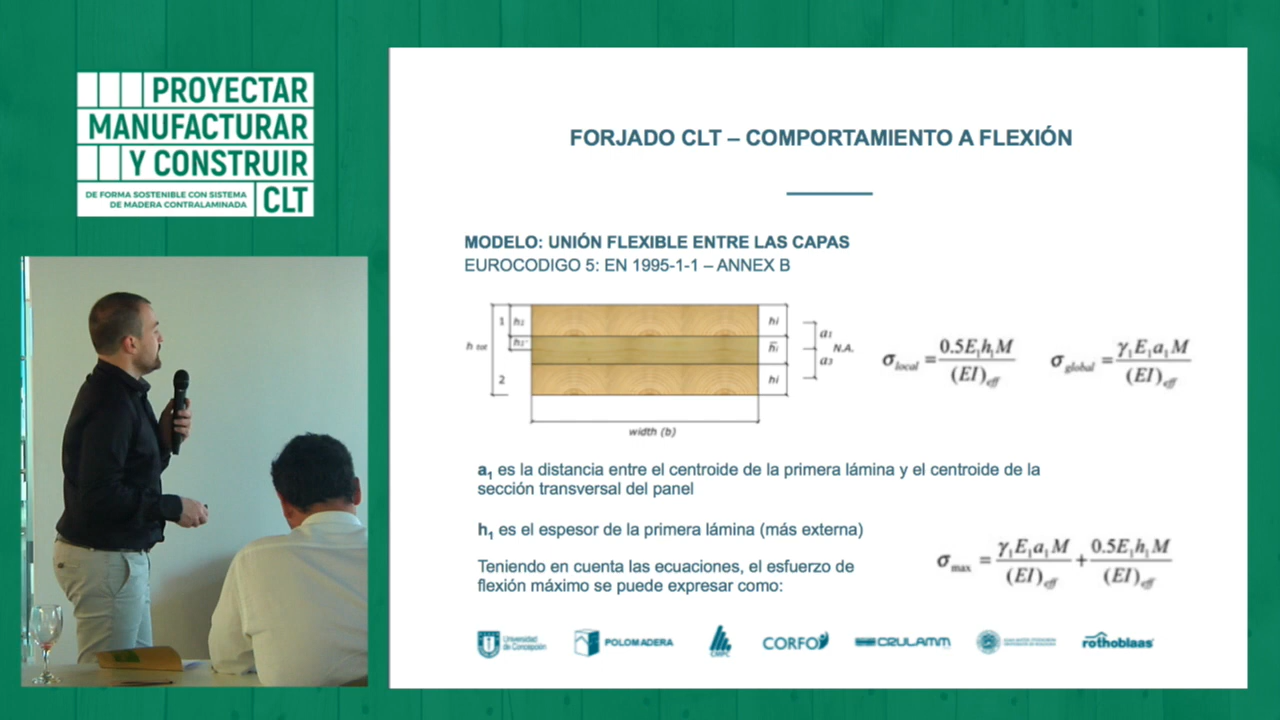 PROYECTAR
MANUFACTURAR
Y CONSTRUIR
DE FORMA SOSTENIBLE CON SISTEMA
DE MADERA CONTRALAMINADA
CLT
FORJADO CLT – COMPORTAMIENTO A FLEXIÓN
MODELO: UNIÓN FLEXIBLE ENTRE LAS CAPAS
EUROCODIGO 5: EN 1995-1-1 – ANNEX B
h tot
1
2
hi
h̅i
hi
a₁
N.A.
a₃
width (b)
σ_local = 0.5E₁h₁M / (EI)_eff
σ_global = γ₁E₁a₁M / (EI)_eff
a₁ es la distancia entre el centroide de la primera lámina y el centroide de la
sección transversal del panel
h₁ es el espesor de la primera lámina (más externa)
Teniendo en cuenta las ecuaciones, el esfuerzo de
flexión máximo se puede expresar como:
σ_max = γ₁E₁a₁M / (EI)_eff + 0.5E₁h₁M / (EI)_eff
Universidad
de Concepción
POLOMADERA
CMPC
CORFO
CRULAMM
rothoblaas